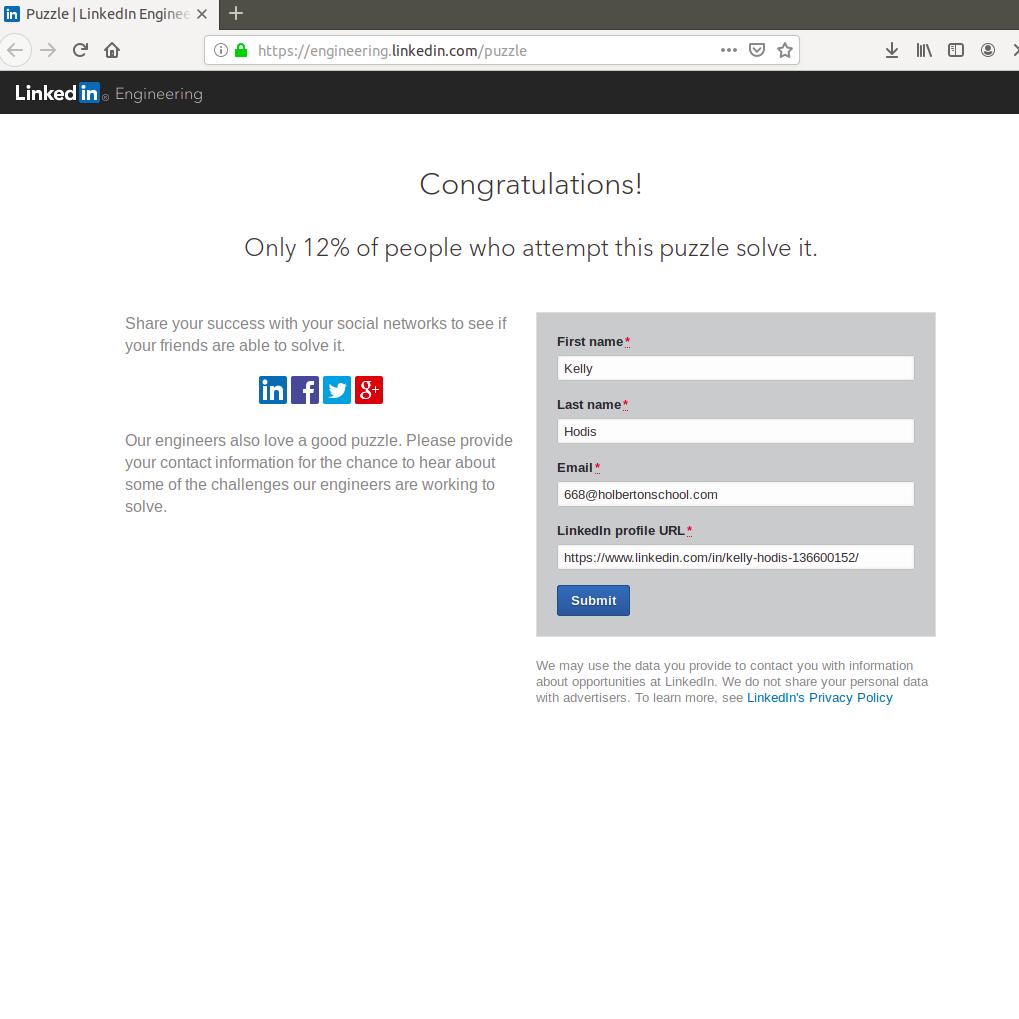 Puzzle | LinkedIn Enginee
https://engineering.linkedin.com/puzzle
Linked in® Engineering
Congratulations!
Only 12% of people who attempt this puzzle solve it.
Share your success with your social networks to see if
your friends are able to solve it.
in f g+
Our engineers also love a good puzzle. Please provide
your contact information for the chance to hear about
some of the challenges our engineers are working to
solve.
First name*
Kelly
Last name*
Hodis
Email*
668@holbertonschool.com
LinkedIn profile URL*
https://www.linkedin.com/in/kelly-hodis-136600152/
Submit
We may use the data you provide to contact you with information
about opportunities at LinkedIn. We do not share your personal data
with advertisers. To learn more, see LinkedIn's Privacy Policy